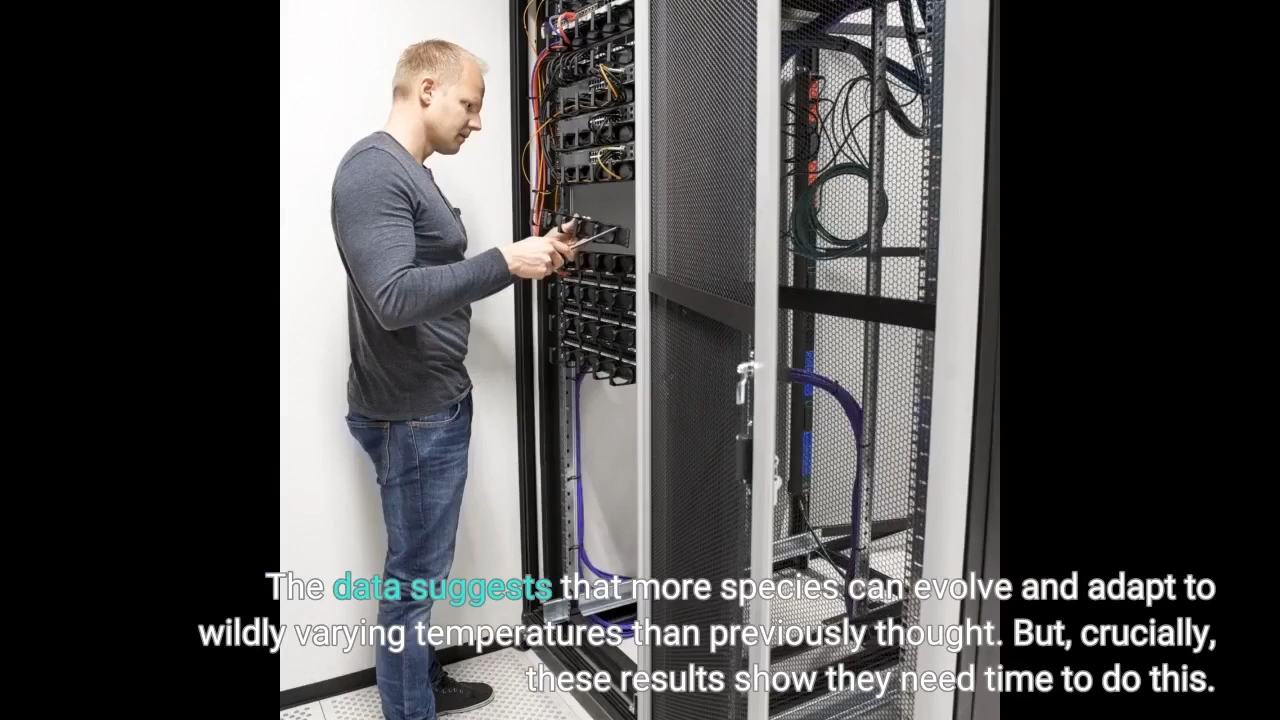 The data suggests that more species can evolve and adapt to
wildly varying temperatures than previously thought. But, crucially,
these results show they need time to do this.